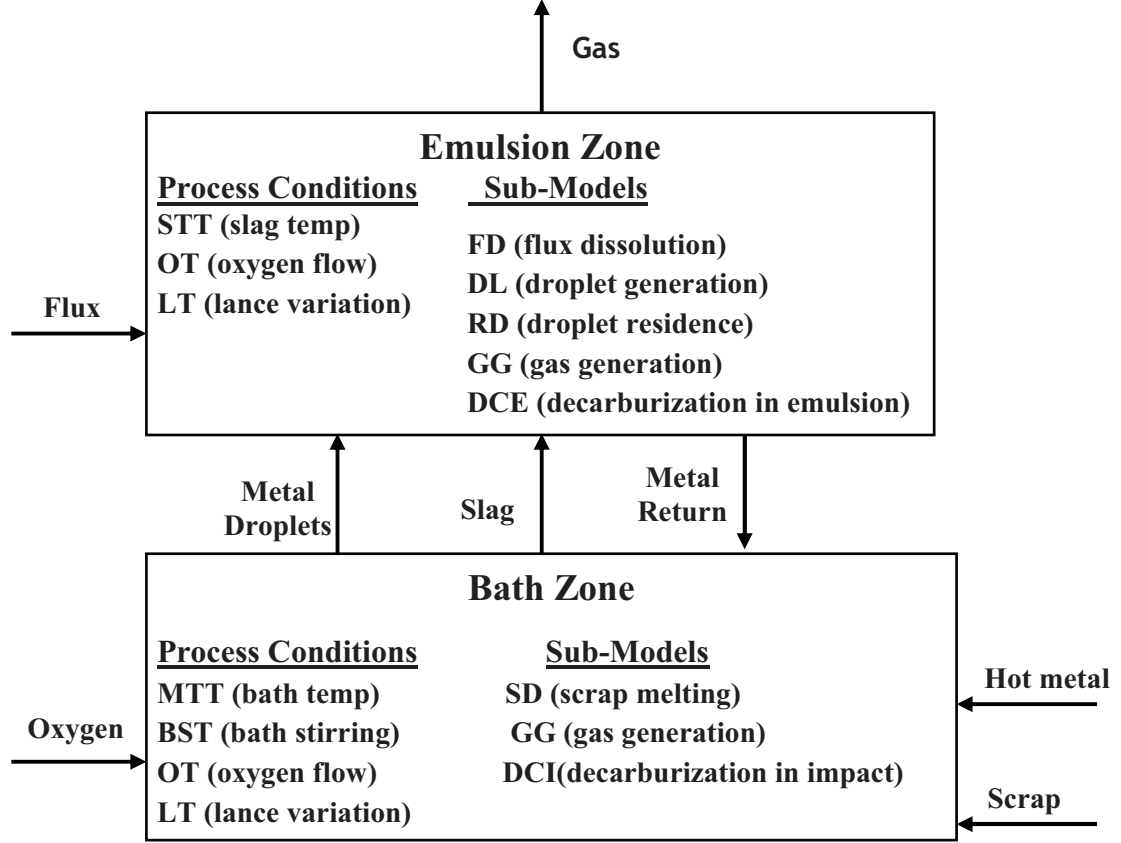 Gas
Emulsion Zone
Process Conditions
STT (slag temp)
OT (oxygen flow)
LT (lance variation)
Sub-Models
FD (flux dissolution)
DL (droplet generation)
RD (droplet residence)
GG (gas generation)
DCE (decarburization in emulsion)
Flux
Metal
Droplets
Slag
Metal
Return
Bath Zone
Process Conditions
MTT (bath temp)
BST (bath stirring)
OT (oxygen flow)
LT (lance variation)
Sub-Models
SD (scrap melting)
GG (gas generation)
DCI(decarburization in impact)
Oxygen
Hot metal
Scrap